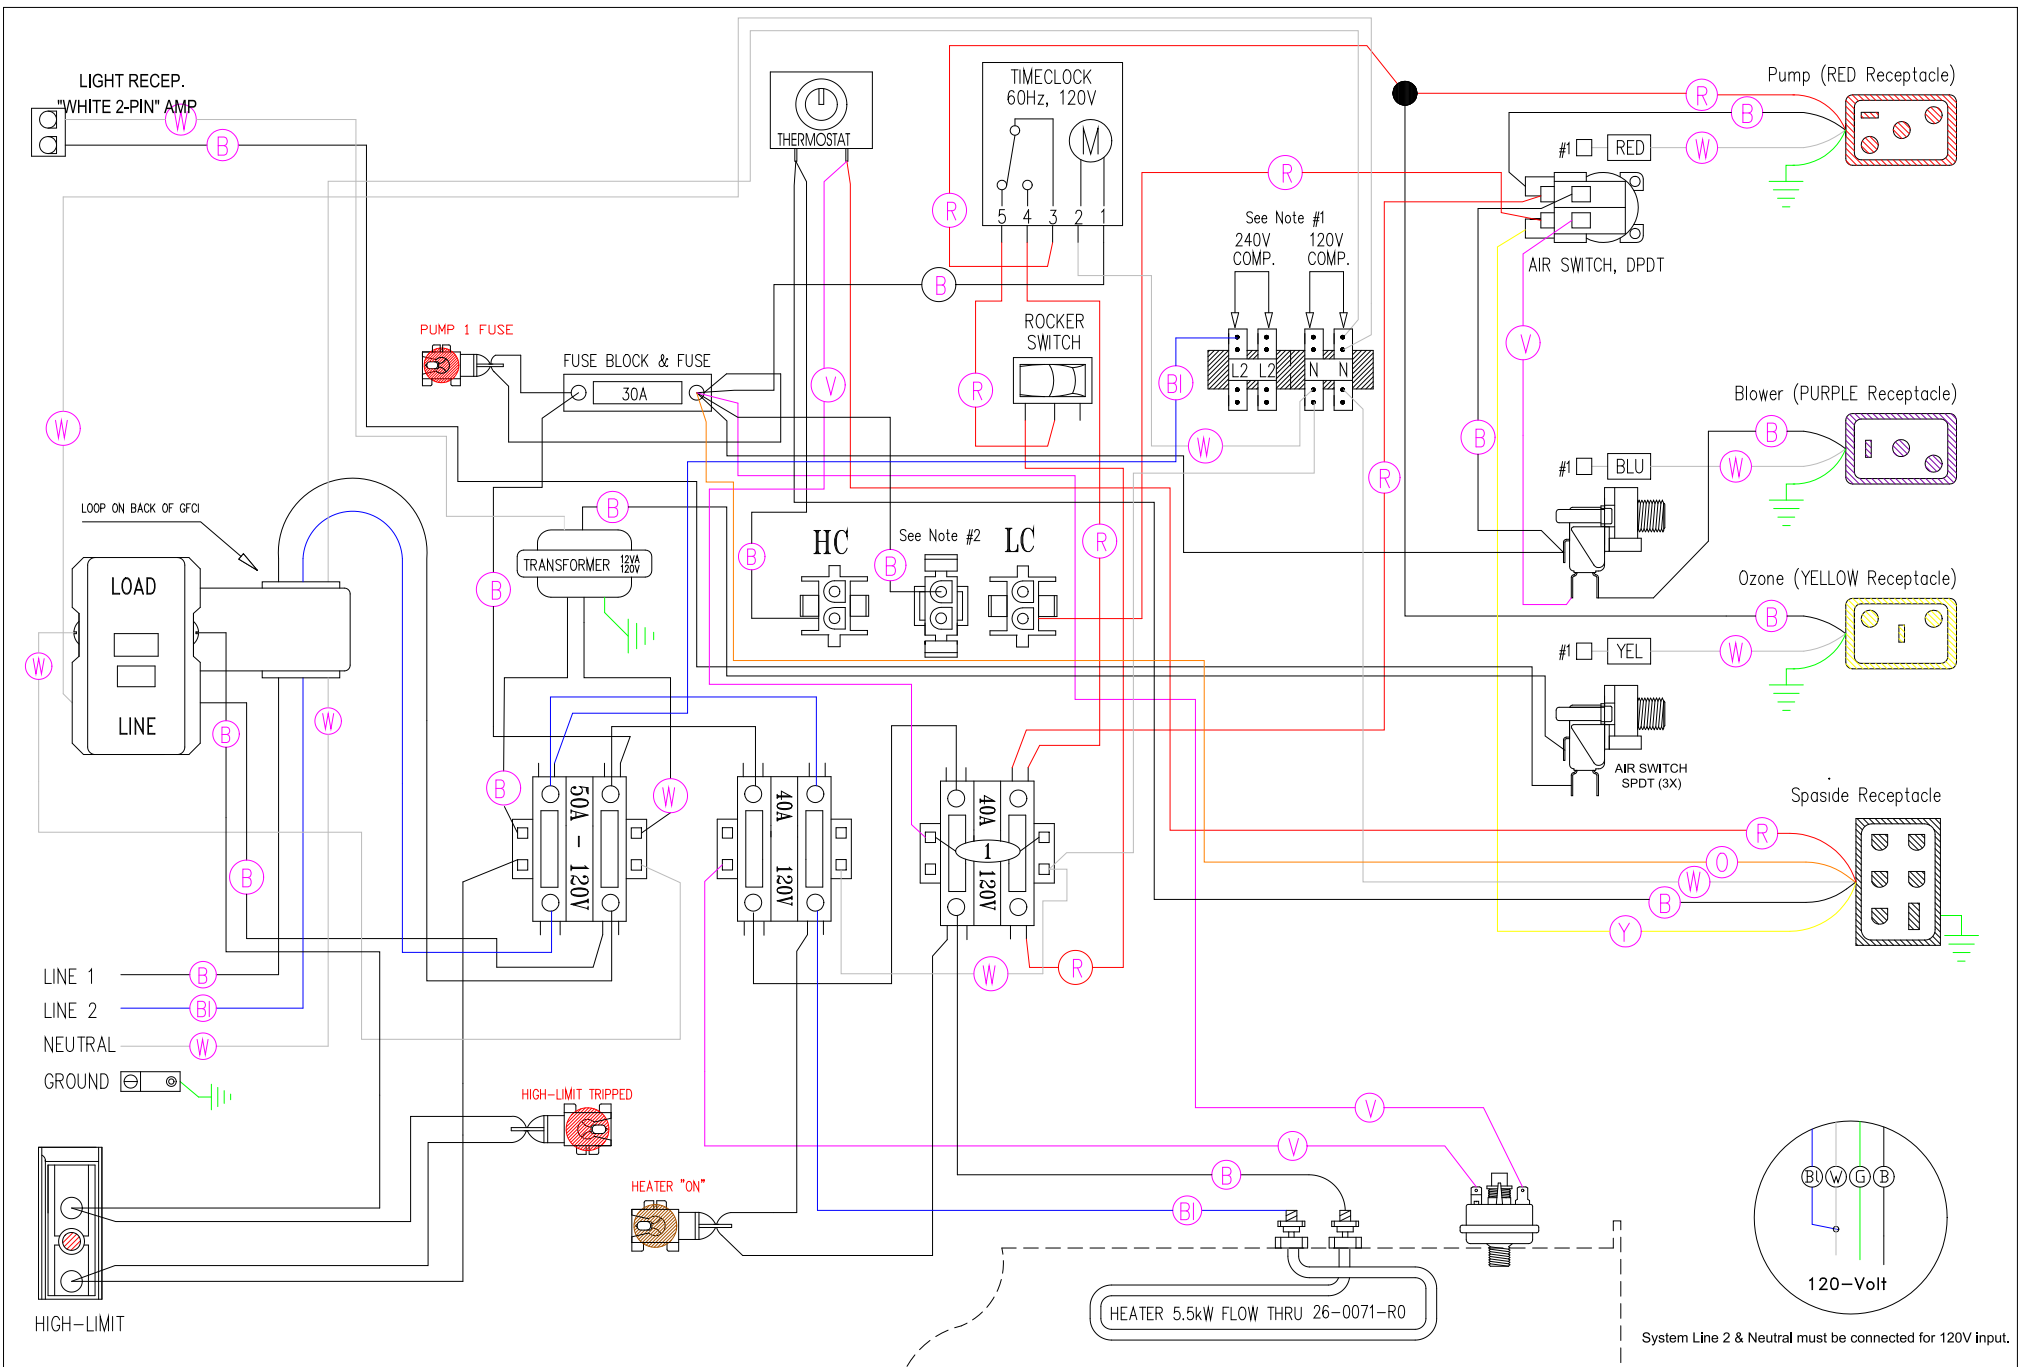 LIGHT RECEP.
"WHITE 2-PIN" AMP
W
B
THERMOSTAT
TIMECLOCK
60Hz, 120V
M
5 4 3 2 1
R
B
R
Pump (RED Receptacle)
R
B
#1 RED W
AIR SWITCH, DPDT
See Note #1
240V
COMP.
120V
COMP.
L2 L2 N N
ROCKER
SWITCH
R
Bl
W
V
PUMP 1 FUSE
FUSE BLOCK & FUSE
30A
W
V
B
R
Blower (PURPLE Receptacle)
B
#1 BLU W
LOOP ON BACK OF GFCI
LOAD
LINE
W
W
B
B
B
B
TRANSFORMER 12VA
120V
B
HC
See Note #2
B
LC
R
Ozone (YELLOW Receptacle)
B
#1 YEL W
AIR SWITCH
SPDT (3X)
B
W
50A - 120V
40A 120V
40A 1 120V
Spaside Receptacle
R
O
W
B
Y
W
R
LINE 1 B
LINE 2 Bl
NEUTRAL W
GROUND
HIGH-LIMIT TRIPPED
HIGH-LIMIT
HEATER "ON"
V
V
B
Bl
HEATER 5.5kW FLOW THRU 26-0071-R0
Bl W G B
120-Volt
System Line 2 & Neutral must be connected for 120V input.